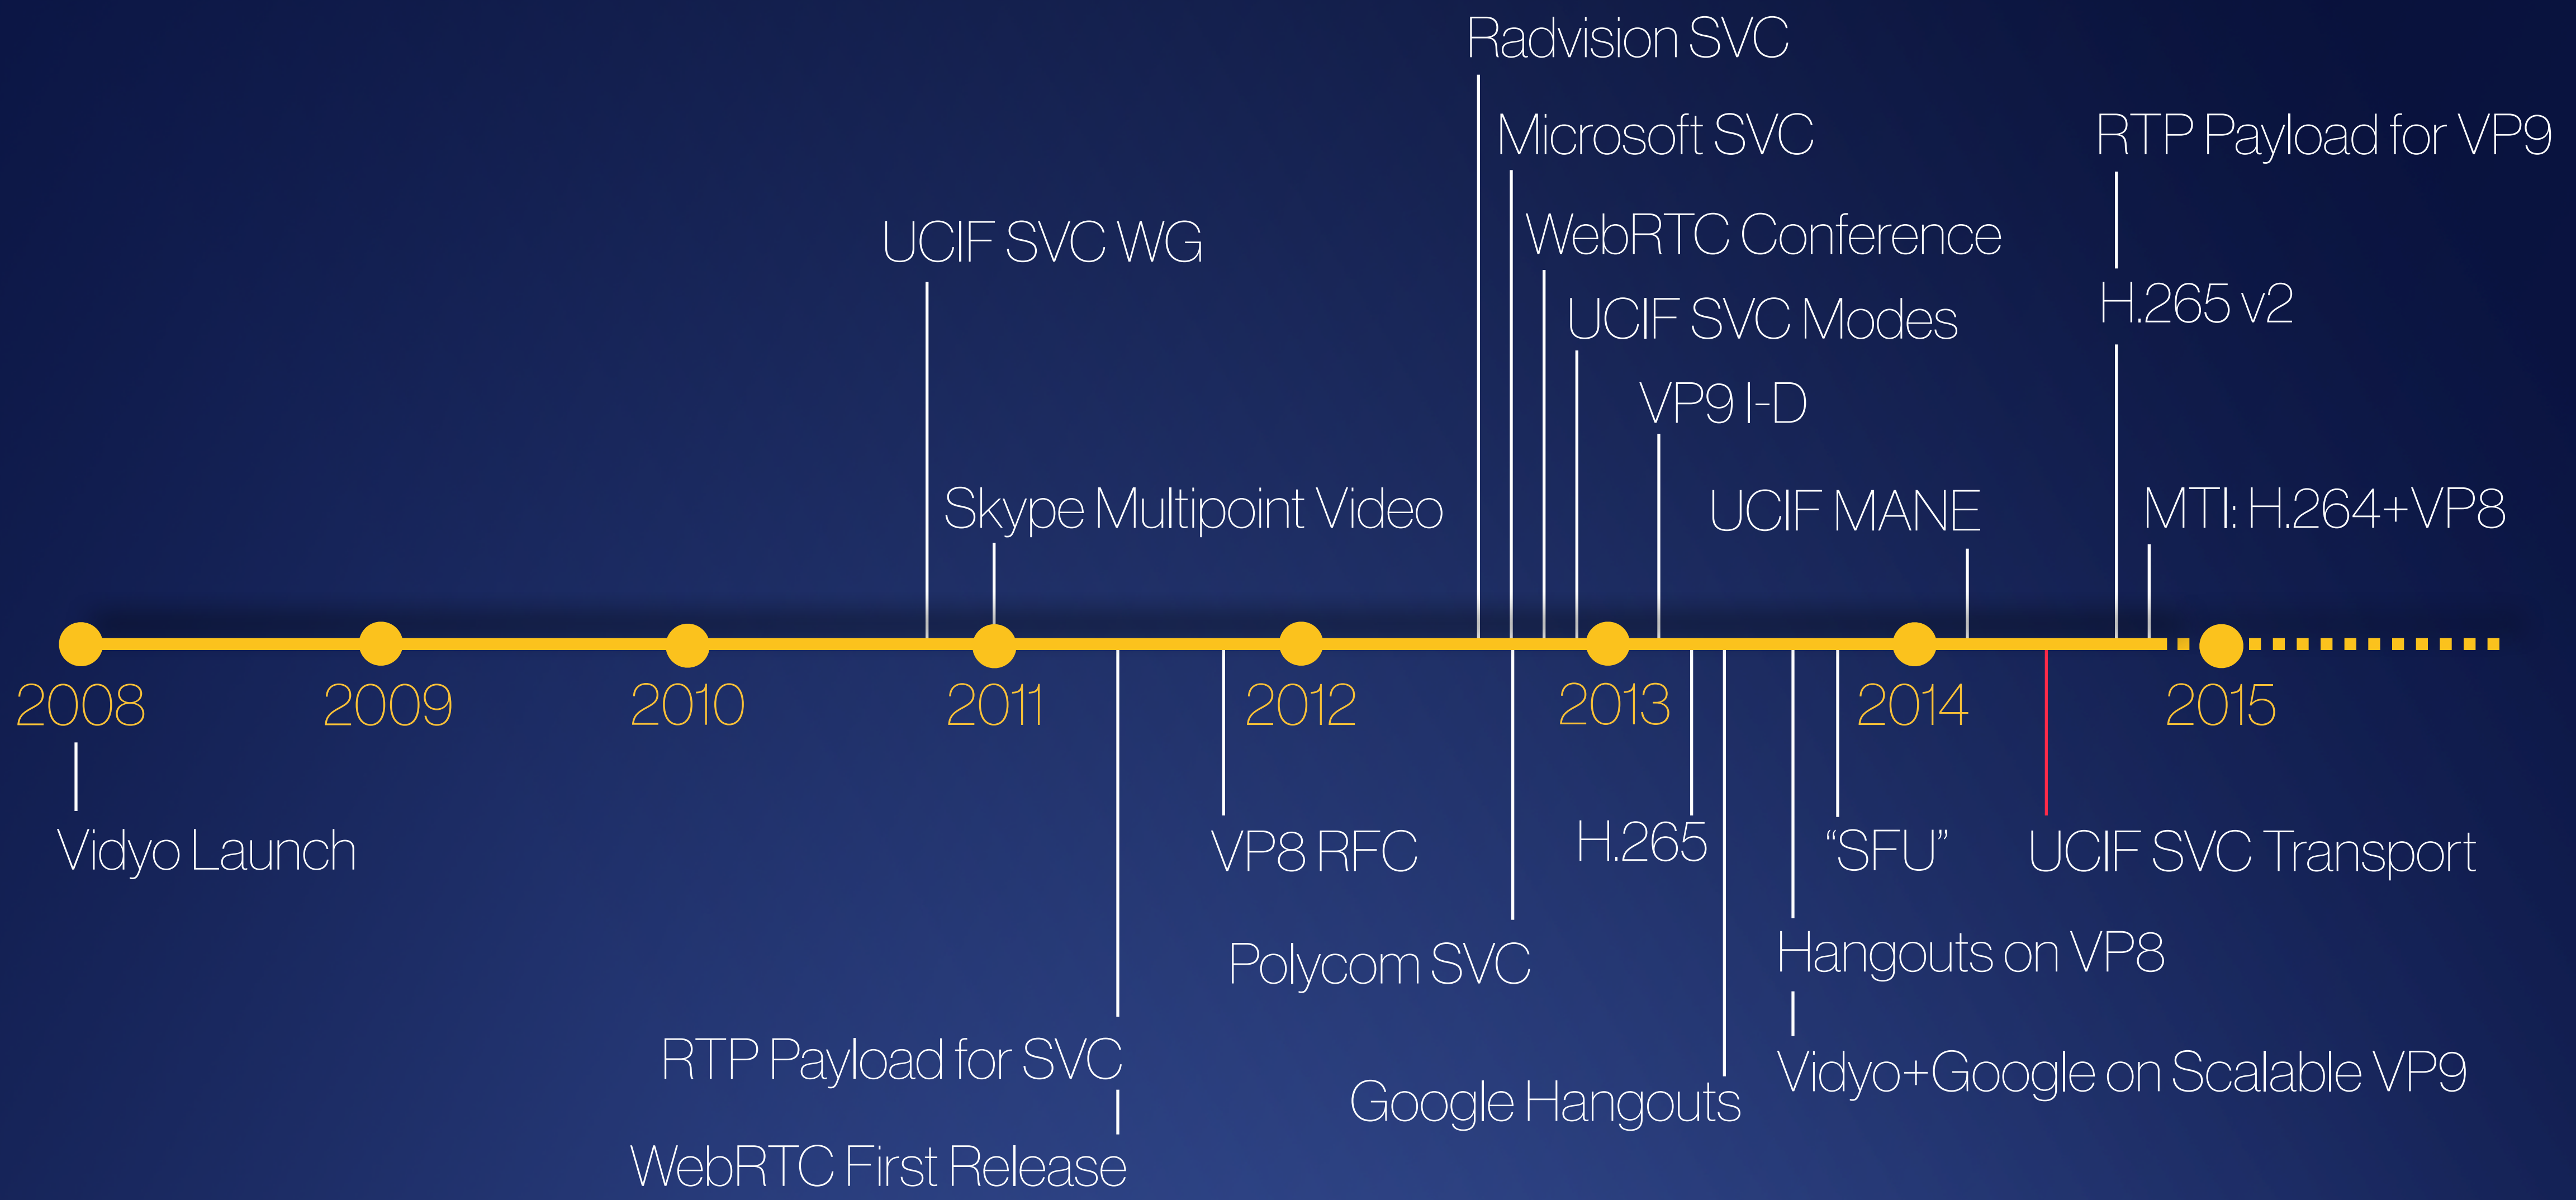 Radvision SVC
Microsoft SVC
RTP Payload for VP9
WebRTC Conference
UCIF SVC WG
H.265 v2
UCIF SVC Modes
VP9 I-D
Skype Multipoint Video
UCIF MANE
MTI: H.264+VP8
2008 2009 2010 2011 2012 2013 2014 2015
Vidyo Launch
VP8 RFC
H.265
“SFU”
UCIF SVC Transport
Polycom SVC
Hangouts on VP8
RTP Payload for SVC
Vidyo+Google on Scalable VP9
Google Hangouts
WebRTC First Release